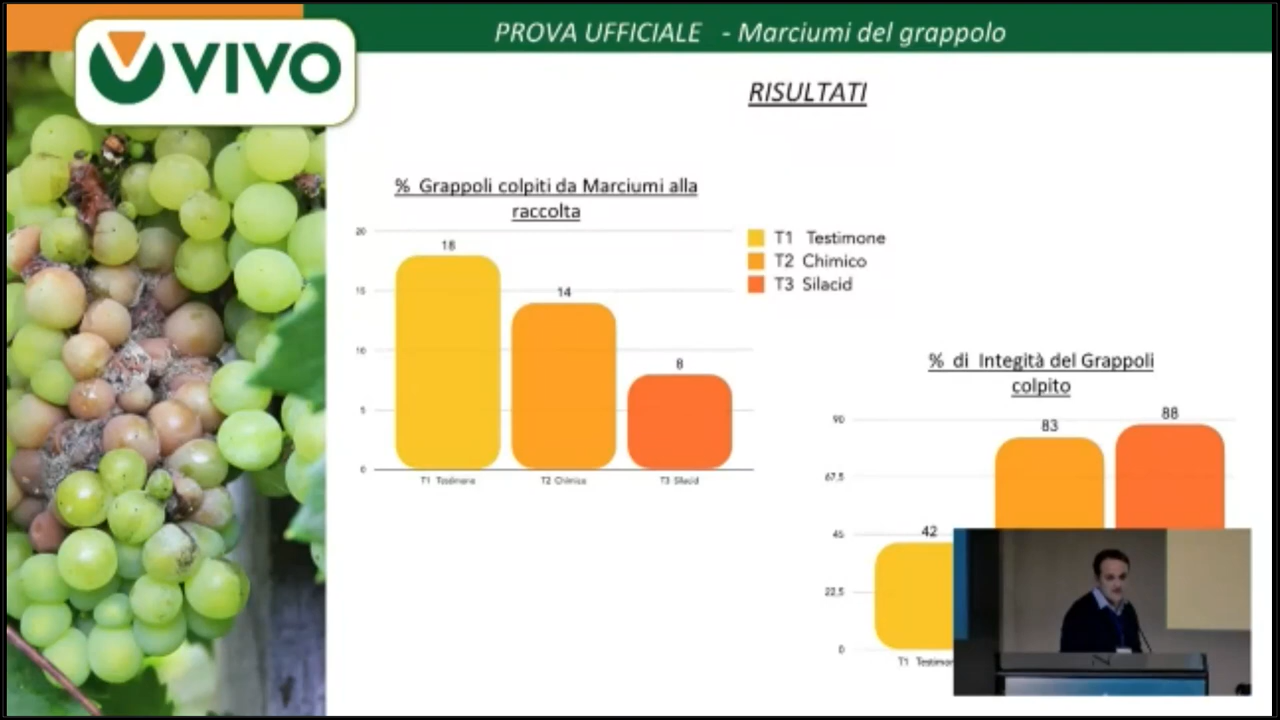 PROVA UFFICIALE - Marciumi del grappolo
VIVO
RISULTATI
% Grappoli colpiti da Marciumi alla
raccolta
20
18
15
14
10
8
5
0
T1 Testimone
T2 Chimico
T3 Silacid
T1 Testimone
T2 Chimico
T3 Silacid
% di Integità del Grappoli
colpito
90
88
83
67.5
45
42
22.5
0
T1 Testimon